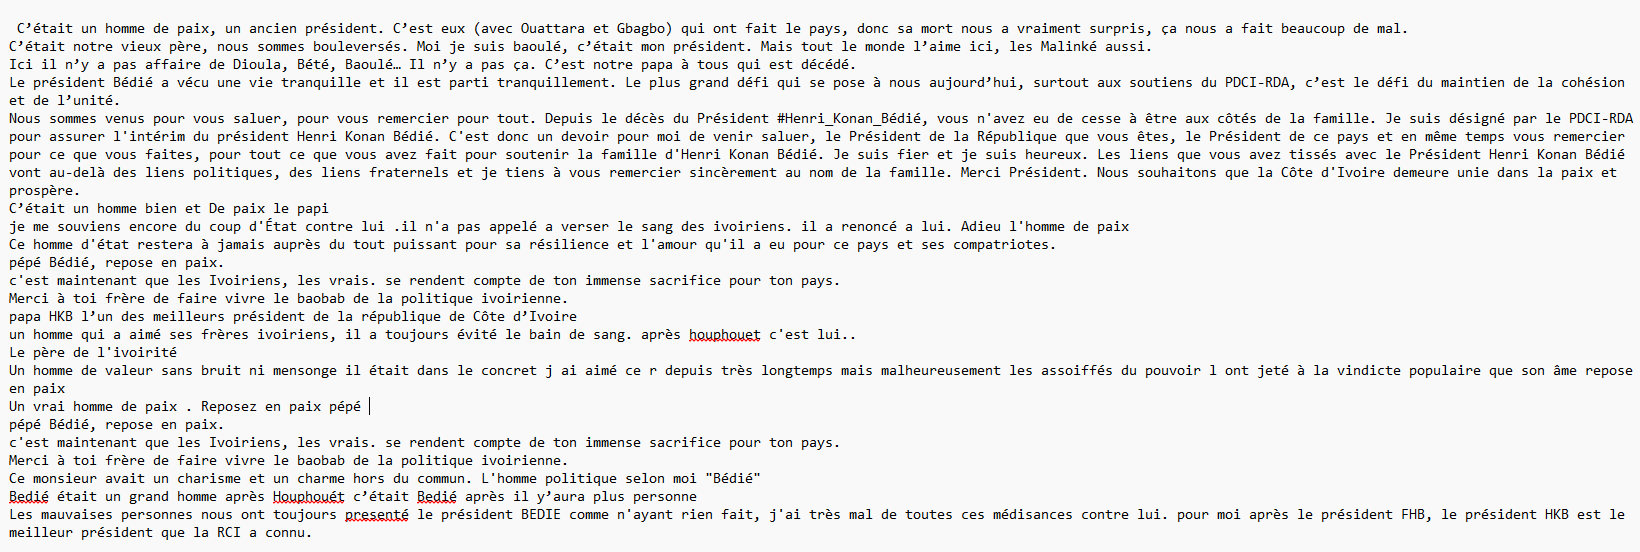 C’était un homme de paix, un ancien président. C’est eux (avec Ouattara et Gbagbo) qui ont fait le pays, donc sa mort nous a vraiment surpris, ça nous a fait beaucoup de mal.
C’était notre vieux père, nous sommes bouleversés. Moi je suis baoulé, c’était mon président. Mais tout le monde l’aime ici, les Malinké aussi.
Ici il n’y a pas affaire de Dioula, Bété, Baoulé… Il n’y a pas ça. C’est notre papa à tous qui est décédé.
Le président Bédié a vécu une vie tranquille et il est parti tranquillement. Le plus grand défi qui se pose à nous aujourd’hui, surtout aux soutiens du PDCI-RDA, c’est le défi du maintien de la cohésion
et de l’unité.
Nous sommes venus pour vous saluer, pour vous remercier pour tout. Depuis le décès du Président #Henri_Konan_Bédié, vous n'avez eu de cesse à être aux côtés de la famille. Je suis désigné par le PDCI-RDA
pour assurer l'intérim du président Henri Konan Bédié. C'est donc un devoir pour moi de venir saluer, le Président de la République que vous êtes, le Président de ce pays et en même temps vous remercier
pour ce que vous faites, pour tout ce que vous avez fait pour soutenir la famille d'Henri Konan Bédié. Je suis fier et je suis heureux. Les liens que vous avez tissés avec le Président Henri Konan Bédié
vont au-delà des liens politiques, des liens fraternels et je tiens à vous remercier sincèrement au nom de la famille. Merci Président. Nous souhaitons que la Côte d'Ivoire demeure unie dans la paix et
prospère.
C’était un homme bien et De paix le papi
je me souviens encore du coup d'État contre lui .il n'a pas appelé a verser le sang des ivoiriens. il a renoncé a lui. Adieu l'homme de paix
Ce homme d'état restera à jamais auprès du tout puissant pour sa résilience et l'amour qu'il a eu pour ce pays et ses compatriotes.
pépé Bédié, repose en paix.
c'est maintenant que les Ivoiriens, les vrais. se rendent compte de ton immense sacrifice pour ton pays.
Merci à toi frère de faire vivre le baobab de la politique ivoirienne.
papa HKB l’un des meilleurs président de la république de Côte d’Ivoire
un homme qui a aimé ses frères ivoiriens, il a toujours évité le bain de sang. après houphouet c'est lui..
Le père de l'ivoirité
Un homme de valeur sans bruit ni mensonge il était dans le concret j ai aimé ce r depuis très longtemps mais malheureusement les assoiffés du pouvoir l ont jeté à la vindicte populaire que son âme repose
en paix
Un vrai homme de paix . Reposez en paix pépé
pépé Bédié, repose en paix.
c'est maintenant que les Ivoiriens, les vrais. se rendent compte de ton immense sacrifice pour ton pays.
Merci à toi frère de faire vivre le baobab de la politique ivoirienne.
Ce monsieur avait un charisme et un charme hors du commun. L'homme politique selon moi "Bédié"
Bedié était un grand homme après Houphouét c’était Bedié après il y’aura plus personne
Les mauvaises personnes nous ont toujours presenté le président BEDIE comme n'ayant rien fait, j'ai très mal de toutes ces médisances contre lui. pour moi après le président FHB, le président HKB est le
meilleur président que la RCI a connu.